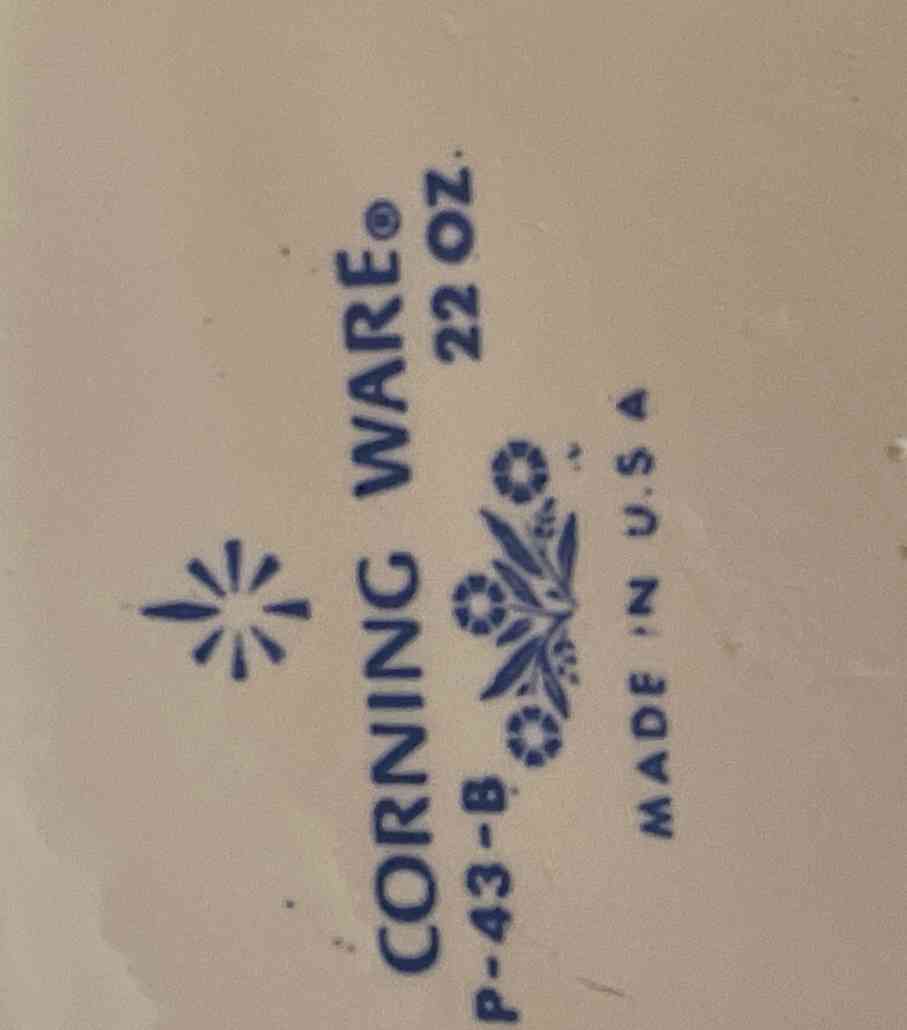 CORNING WARE®
P-43-B 22 OZ.
MADE IN U.S A